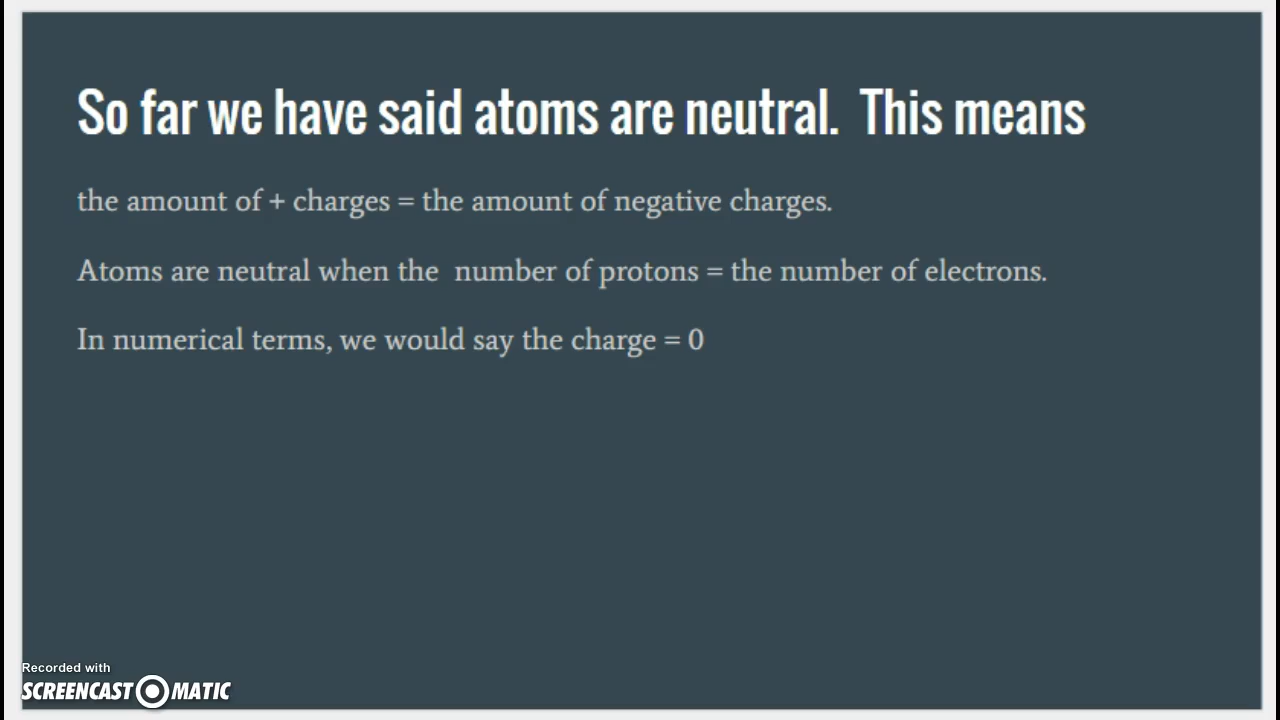 So far we have said atoms are neutral.  This means
the amount of + charges = the amount of negative charges.
Atoms are neutral when the  number of protons = the number of electrons.
In numerical terms, we would say the charge = 0
Recorded with
SCREENCAST MATIC